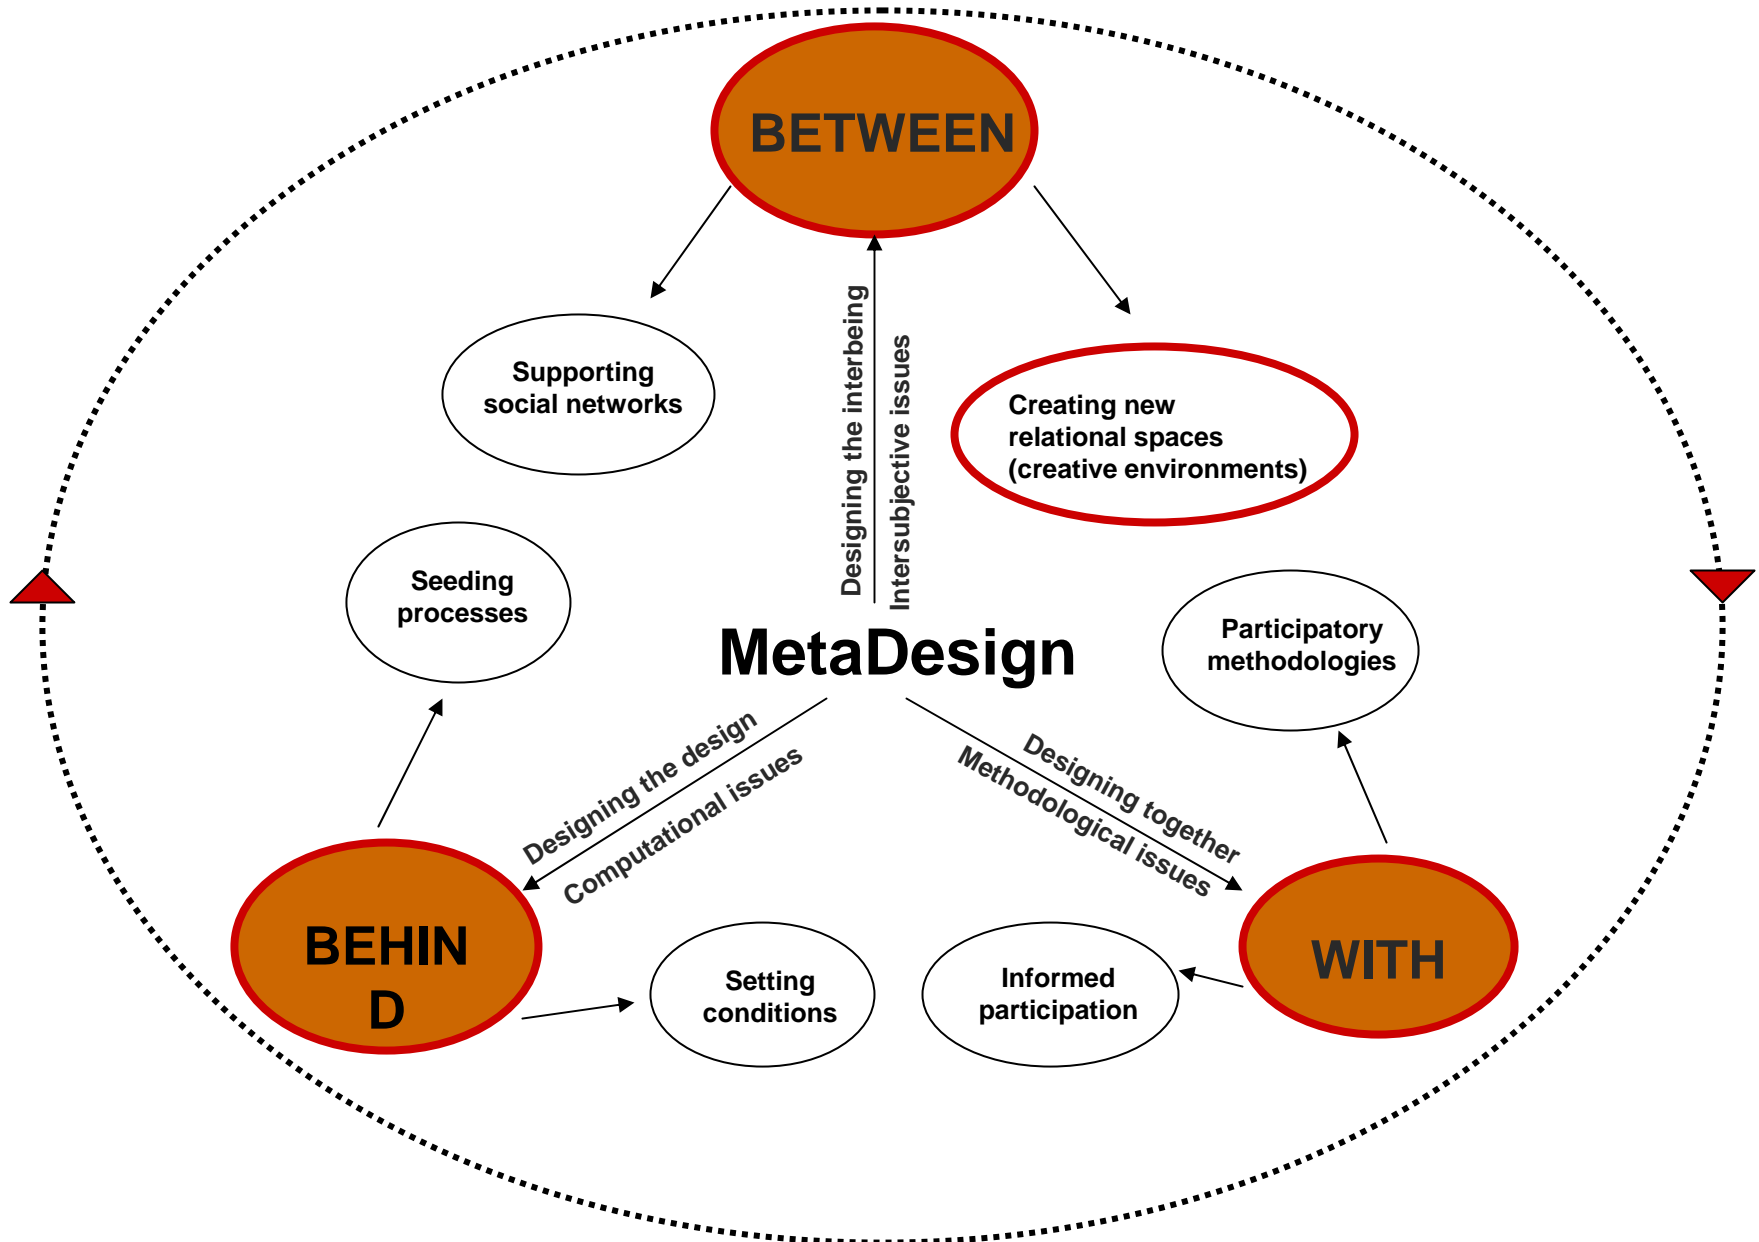 BETWEEN
Supporting
social networks
Designing the interbeing
Intersubjective issues
Creating new
relational spaces
(creative environments)
Seeding
processes
MetaDesign
Participatory
methodologies
Designing the design
Computational issues
Designing together
Methodological issues
BEHIN
D
Setting
conditions
Informed
participation
WITH